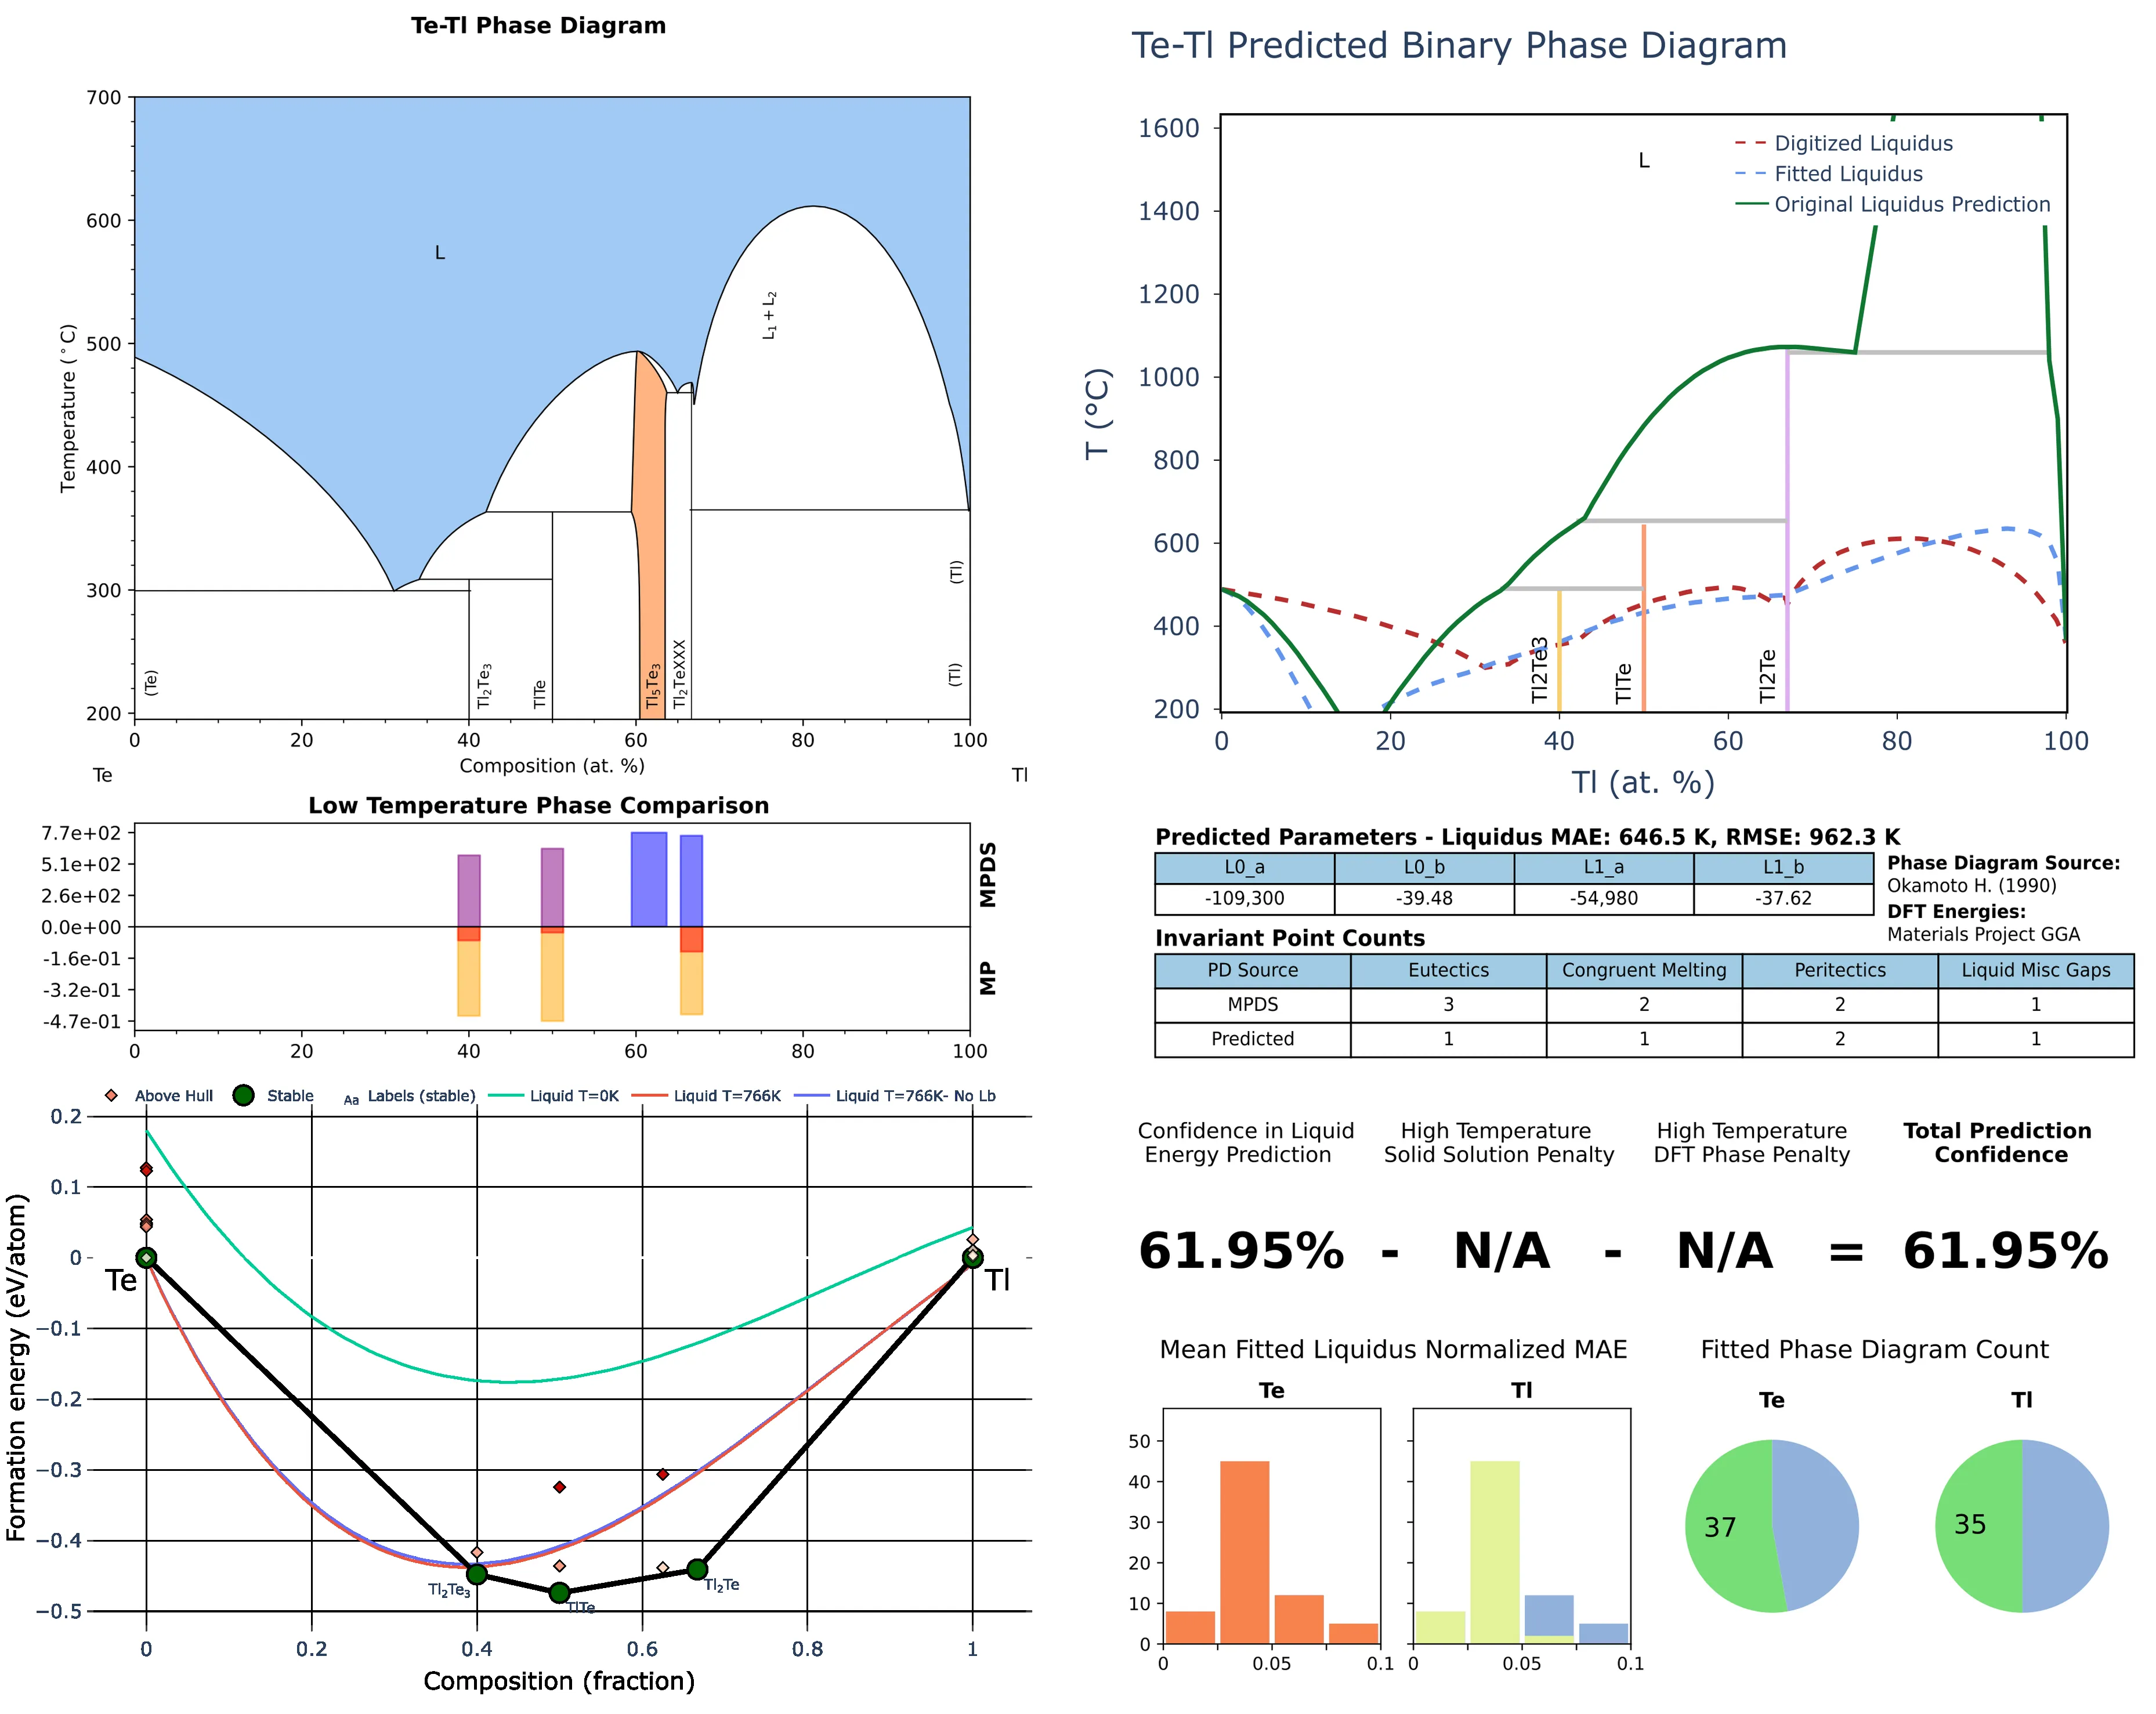 Te-Tl Phase Diagram
700
600
500
400
300
200
Temperature (°C)
L
L1 + L2
(Te)
Tl2Te3
TlTe
Tl5Te3
Tl2TeXXX
(Tl)
(Tl)
0 20 40 60 80 100
Composition (at. %)
Te Tl
Low Temperature Phase Comparison
7.7e+02
5.1e+02
2.6e+02
0.0e+00
-1.6e-01
-3.2e-01
-4.7e-01
MPDS
MP
0 20 40 60 80 100
Above Hull Stable Aa Labels (stable) Liquid T=0K Liquid T=766K Liquid T=766K- No Lb
0.2
0.1
0
−0.1
−0.2
−0.3
−0.4
−0.5
Formation energy (eV/atom)
Te
Tl
Tl2Te3
TlTe
Tl2Te
0 0.2 0.4 0.6 0.8 1
Composition (fraction)
Te-Tl Predicted Binary Phase Diagram
1600
1400
1200
1000
800
600
400
200
T (°C)
L
Digitized Liquidus
Fitted Liquidus
Original Liquidus Prediction
Tl2Te3
TlTe
Tl2Te
0 20 40 60 80 100
Tl (at. %)
Predicted Parameters - Liquidus MAE: 646.5 K, RMSE: 962.3 K
L0_a L0_b L1_a L1_b
-109,300 -39.48 -54,980 -37.62
Phase Diagram Source:
Okamoto H. (1990)
DFT Energies:
Materials Project GGA
Invariant Point Counts
PD Source Eutectics Congruent Melting Peritectics Liquid Misc Gaps
MPDS 3 2 2 1
Predicted 1 1 2 1
Confidence in Liquid
Energy Prediction
High Temperature
Solid Solution Penalty
High Temperature
DFT Phase Penalty
Total Prediction
Confidence
61.95% - N/A - N/A = 61.95%
Mean Fitted Liquidus Normalized MAE
Te Tl
50
40
30
20
10
0
0 0.05 0.1
0 0.05 0.1
Fitted Phase Diagram Count
Te Tl
37
35